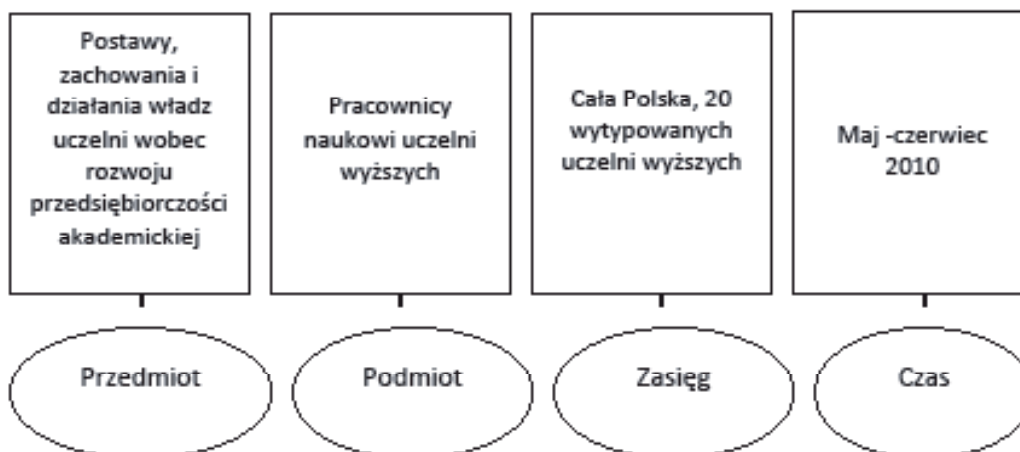 Postawy,
zachowania i
działania władz
uczelni wobec
rozwoju
przedsiębiorczości
akademickiej
Pracownicy
naukowi uczelni
wyższych
Cała Polska, 20
wytypowanych
uczelni wyższych
Maj -czerwiec
2010
Przedmiot
Podmiot
Zasięg
Czas